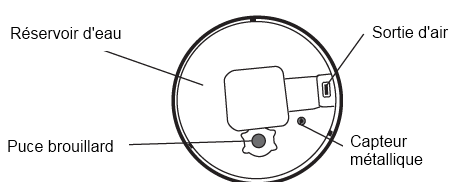 Réservoir d'eau
Sortie d'air
Puce brouillard
Capteur
métallique